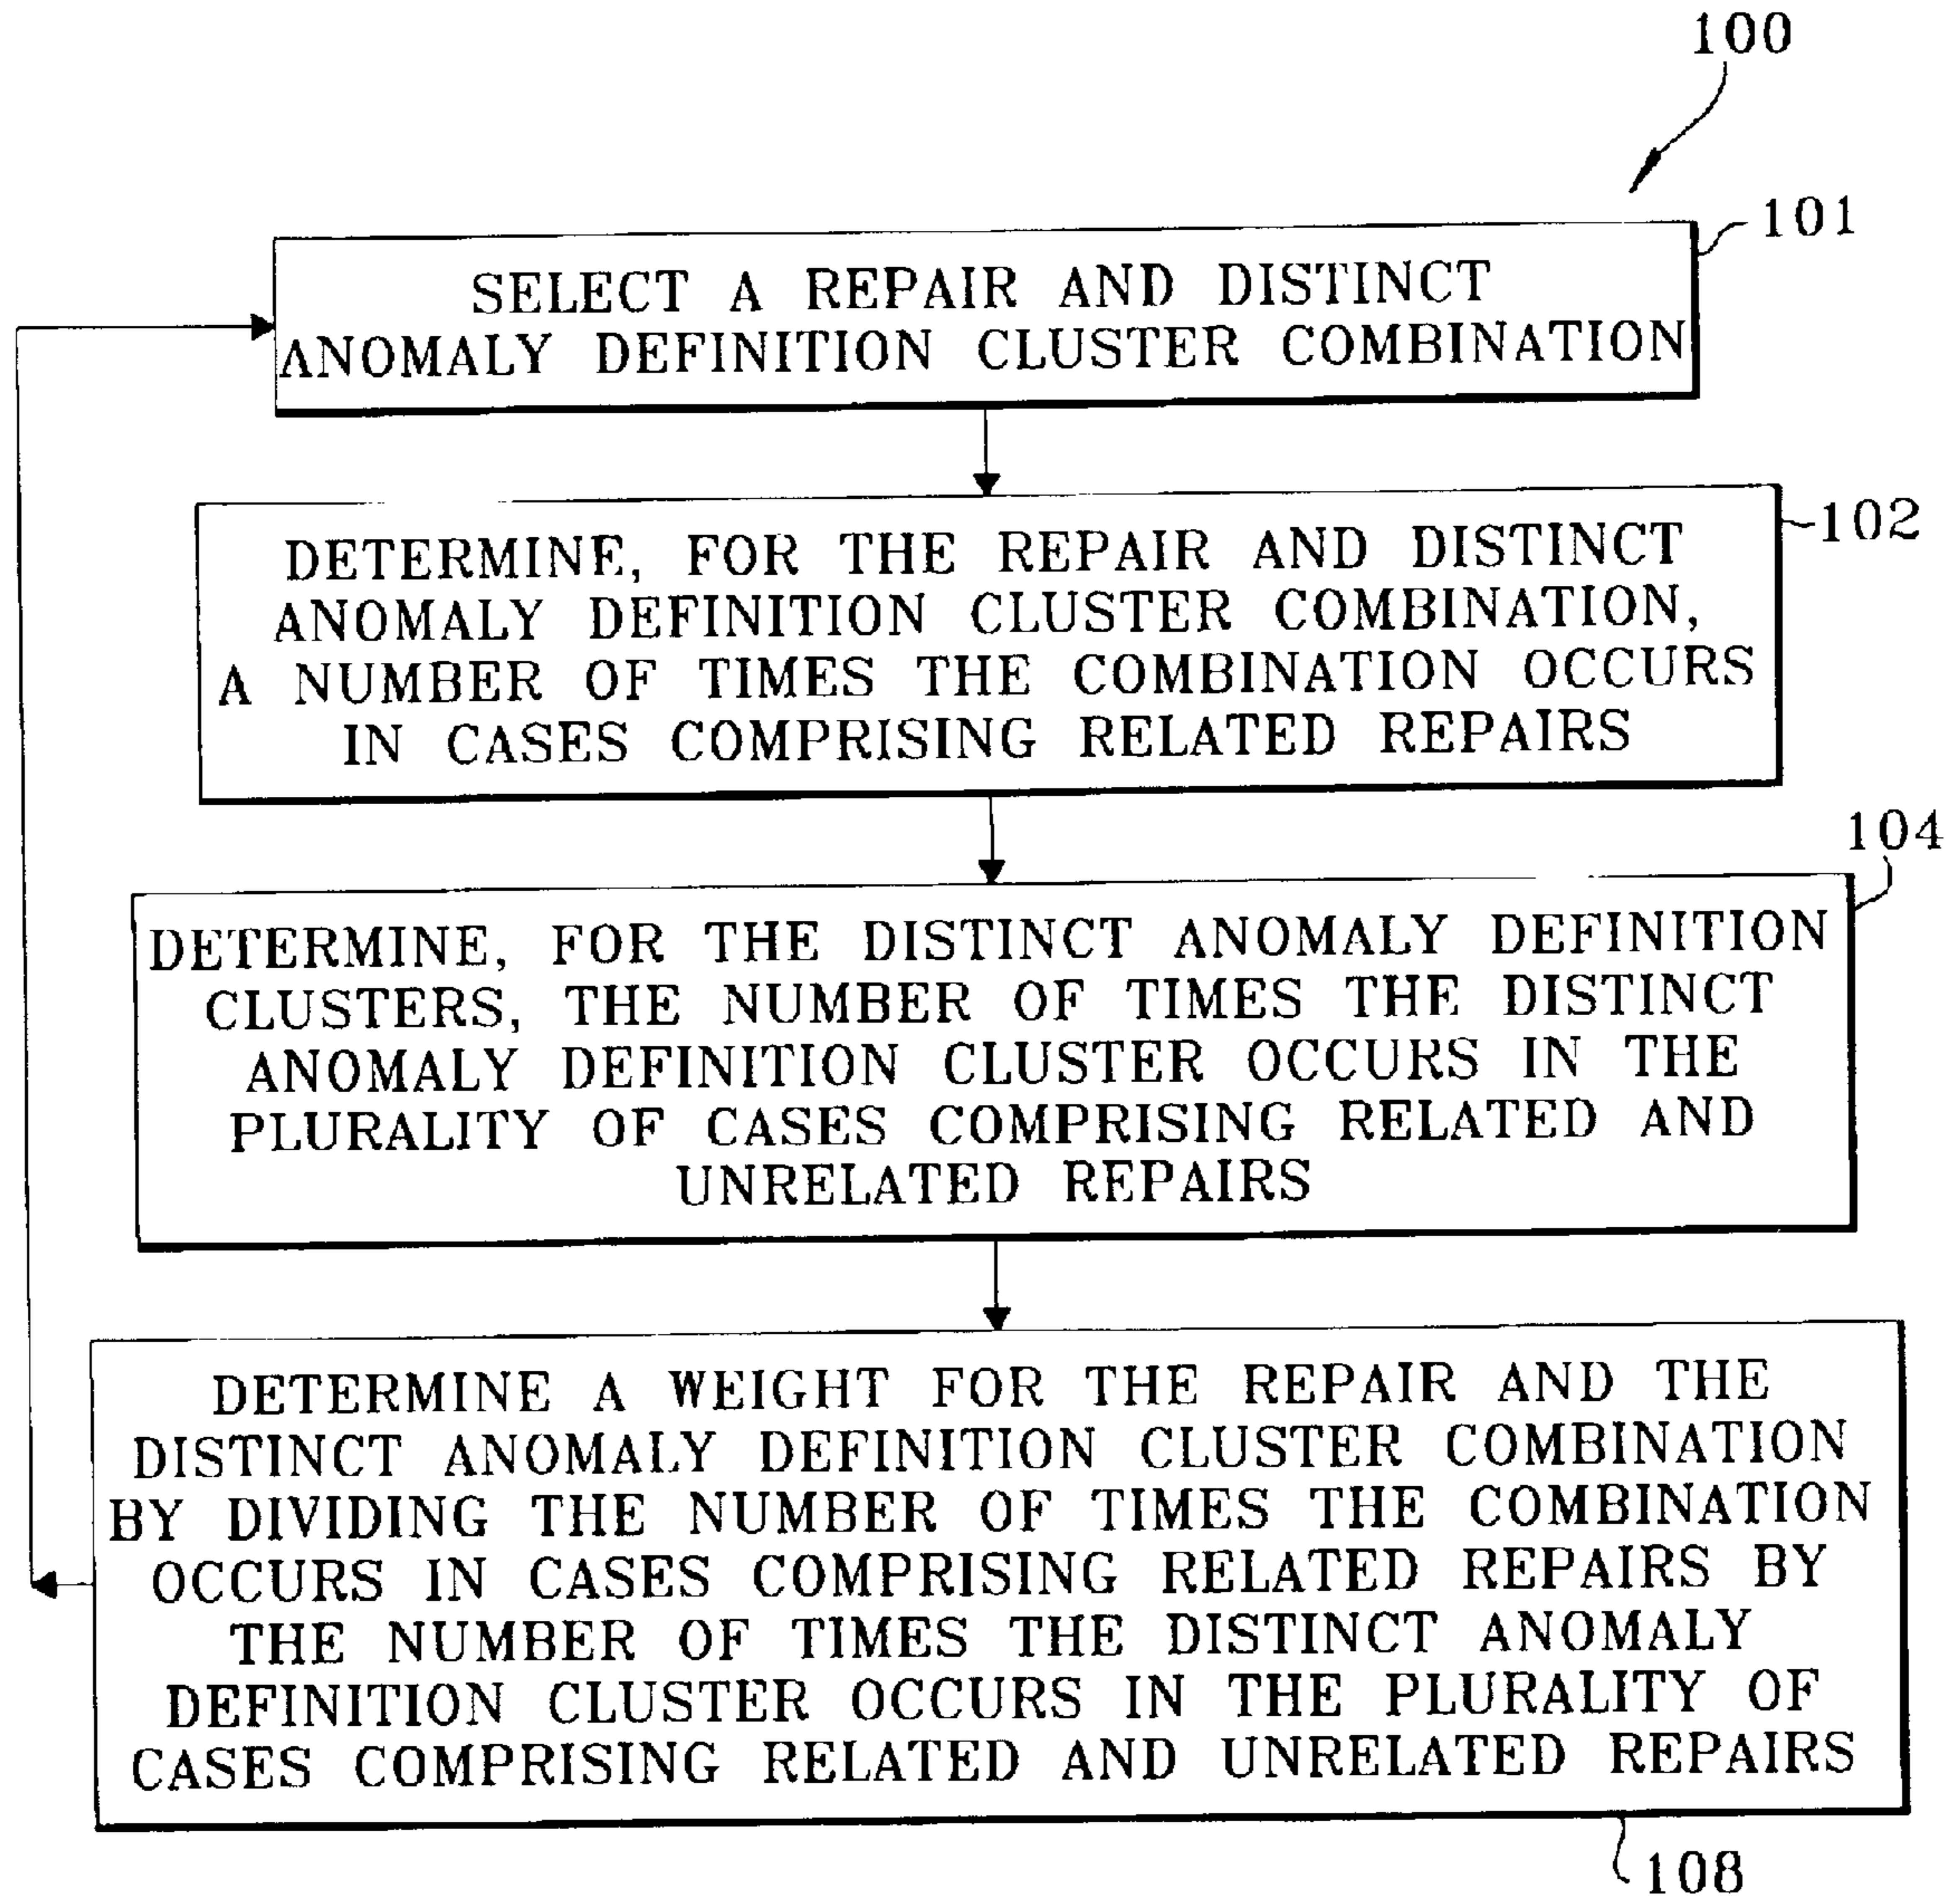 100
101
SELECT A REPAIR AND DISTINCT
ANOMALY DEFINITION CLUSTER COMBINATION
102
DETERMINE, FOR THE REPAIR AND DISTINCT
ANOMALY DEFINITION CLUSTER COMBINATION,
A NUMBER OF TIMES THE COMBINATION OCCURS
IN CASES COMPRISING RELATED REPAIRS
104
DETERMINE, FOR THE DISTINCT ANOMALY DEFINITION
CLUSTERS, THE NUMBER OF TIMES THE DISTINCT
ANOMALY DEFINITION CLUSTER OCCURS IN THE
PLURALITY OF CASES COMPRISING RELATED AND
UNRELATED REPAIRS
DETERMINE A WEIGHT FOR THE REPAIR AND THE
DISTINCT ANOMALY DEFINITION CLUSTER COMBINATION
BY DIVIDING THE NUMBER OF TIMES THE COMBINATION
OCCURS IN CASES COMPRISING RELATED REPAIRS BY
THE NUMBER OF TIMES THE DISTINCT ANOMALY
DEFINITION CLUSTER OCCURS IN THE PLURALITY OF
CASES COMPRISING RELATED AND UNRELATED REPAIRS
108